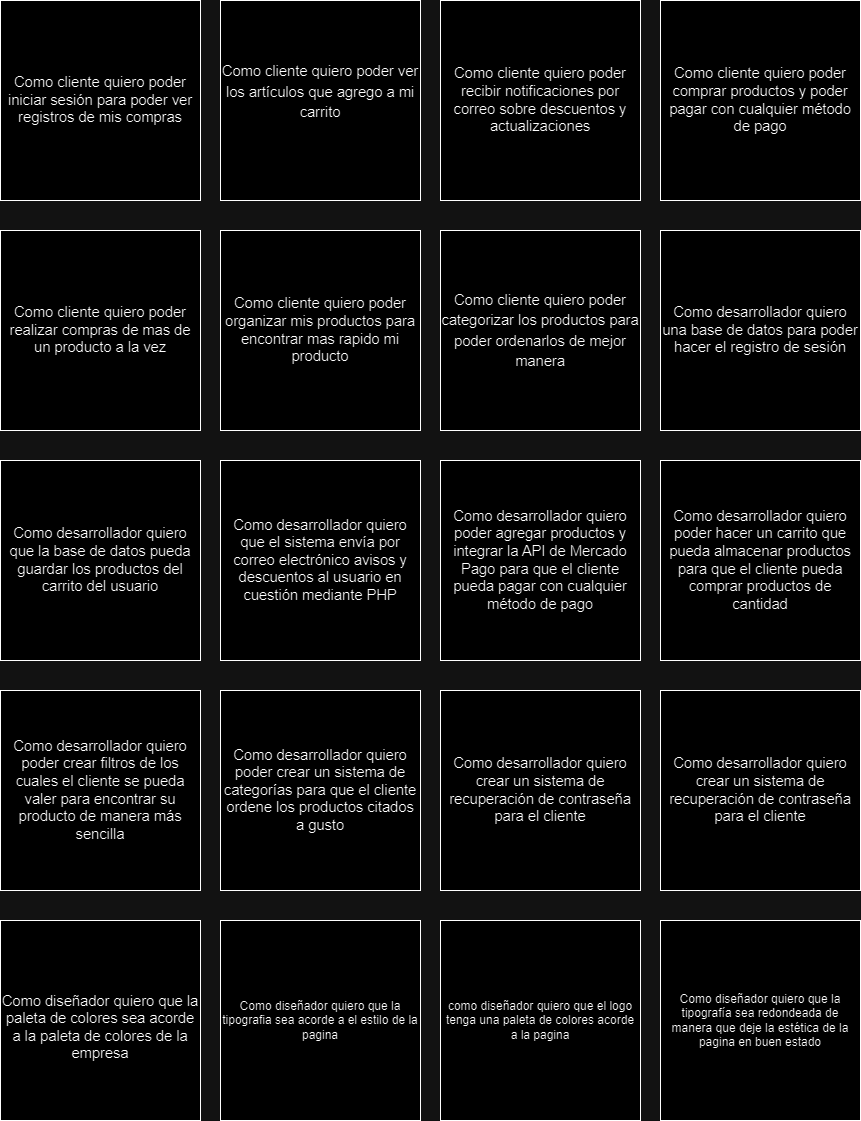 Como cliente quiero poder
iniciar sesión para poder ver
registros de mis compras
Como cliente quiero poder ver
los artículos que agrego a mi
carrito
Como cliente quiero poder
recibir notificaciones por
correo sobre descuentos y
actualizaciones
Como cliente quiero poder
comprar productos y poder
pagar con cualquier método
de pago
Como cliente quiero poder
realizar compras de mas de
un producto a la vez
Como cliente quiero poder
organizar mis productos para
encontrar mas rapido mi
producto
Como cliente quiero poder
categorizar los productos para
poder ordenarlos de mejor
manera
Como desarrollador quiero
una base de datos para poder
hacer el registro de sesión
Como desarrollador quiero
que la base de datos pueda
guardar los productos del
carrito del usuario
Como desarrollador quiero
que el sistema envía por
correo electrónico avisos y
descuentos al usuario en
cuestión mediante PHP
Como desarrollador quiero
poder agregar productos y
integrar la API de Mercado
Pago para que el cliente
pueda pagar con cualquier
método de pago
Como desarrollador quiero
poder hacer un carrito que
pueda almacenar productos
para que el cliente pueda
comprar productos de
cantidad
Como desarrollador quiero
poder crear filtros de los
cuales el cliente se pueda
valer para encontrar su
producto de manera más
sencilla
Como desarrollador quiero
poder crear un sistema de
categorías para que el cliente
ordene los productos citados
a gusto
Como desarrollador quiero
crear un sistema de
recuperación de contraseña
para el cliente
Como desarrollador quiero
crear un sistema de
recuperación de contraseña
para el cliente
Como diseñador quiero que la
paleta de colores sea acorde
a la paleta de colores de la
empresa
Como diseñador quiero que la
tipografia sea acorde a el estilo de la
pagina
como diseñador quiero que el logo
tenga una paleta de colores acorde
a la pagina
Como diseñador quiero que la
tipografía sea redondeada de
manera que deje la estética de la
pagina en buen estado